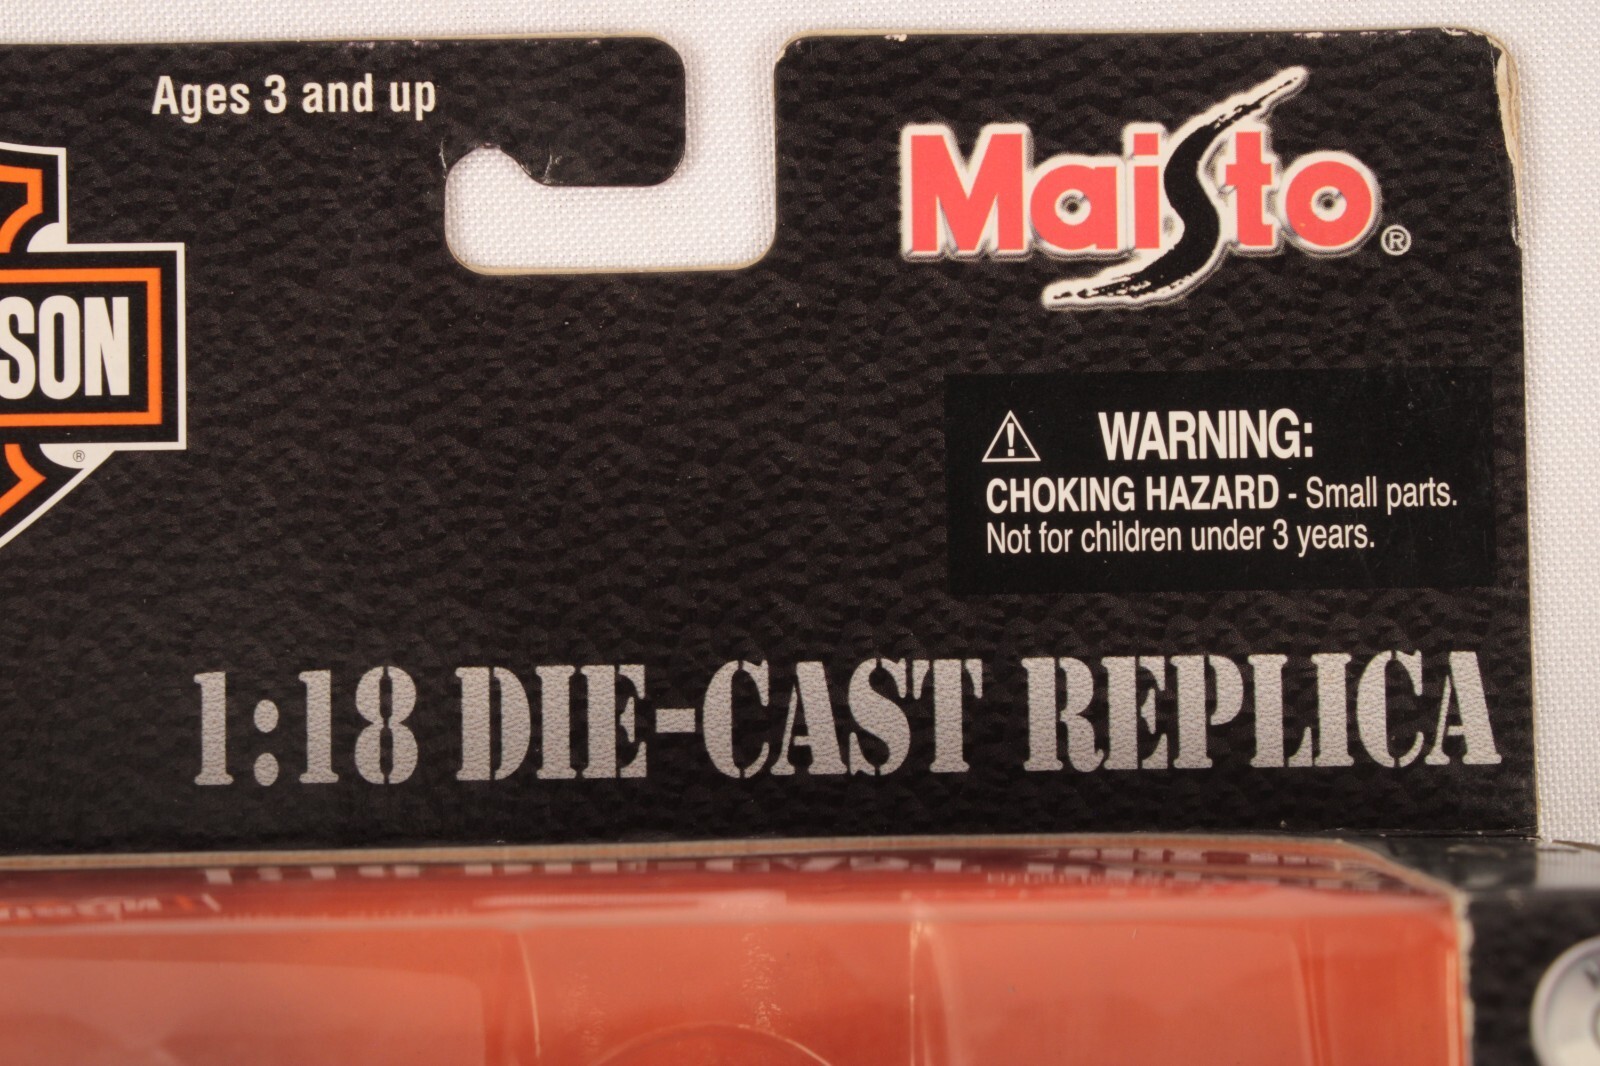 Ages 3 and up
Maisto®
SON
®
WARNING:
CHOKING HAZARD - Small parts.
Not for children under 3 years.
1:18 DIE-CAST REPLICA